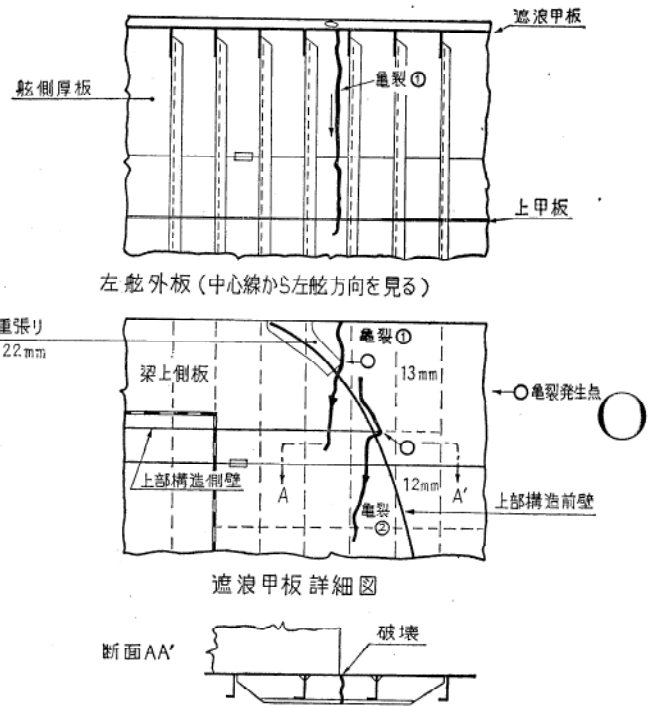 遮浪甲板
亀裂①
舷側厚板
上甲板
左舷外板(中心線から左舷方向を見る)
重張リ
22mm
亀裂①
13mm
梁上側板
○亀裂発生点
上部構造側壁
A
12mm
A′
上部構造前壁
亀裂
②
遮浪甲板詳細図
断面AA′
破壊